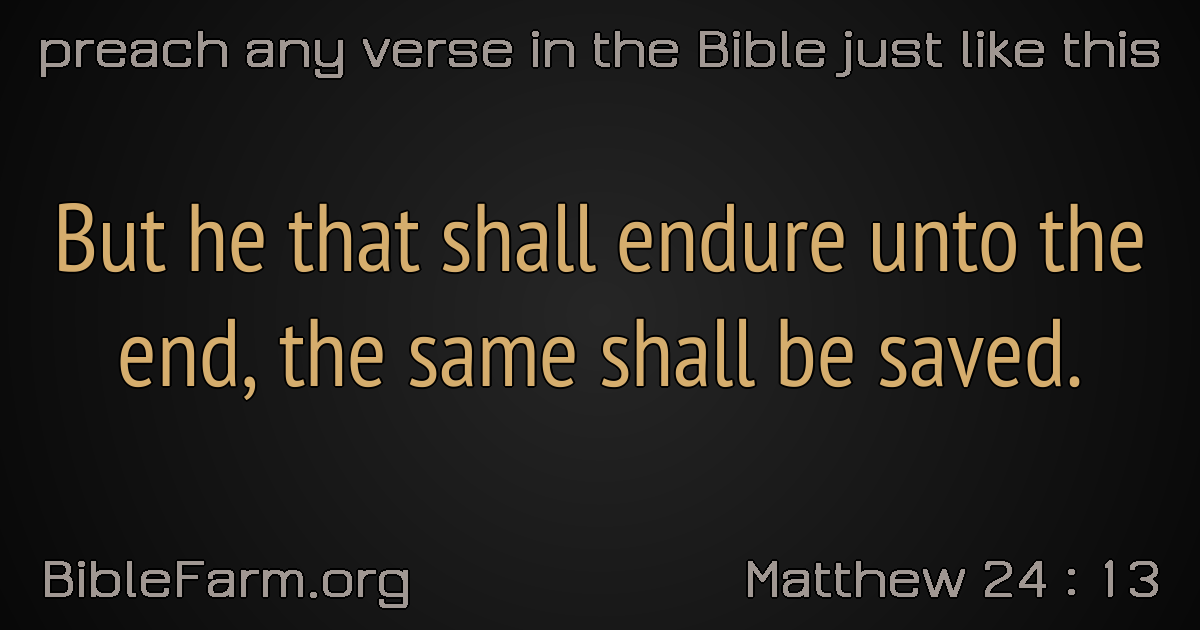 preach any verse in the Bible just like this
But he that shall endure unto the
end, the same shall be saved.
BibleFarm.org
Matthew 24 : 13